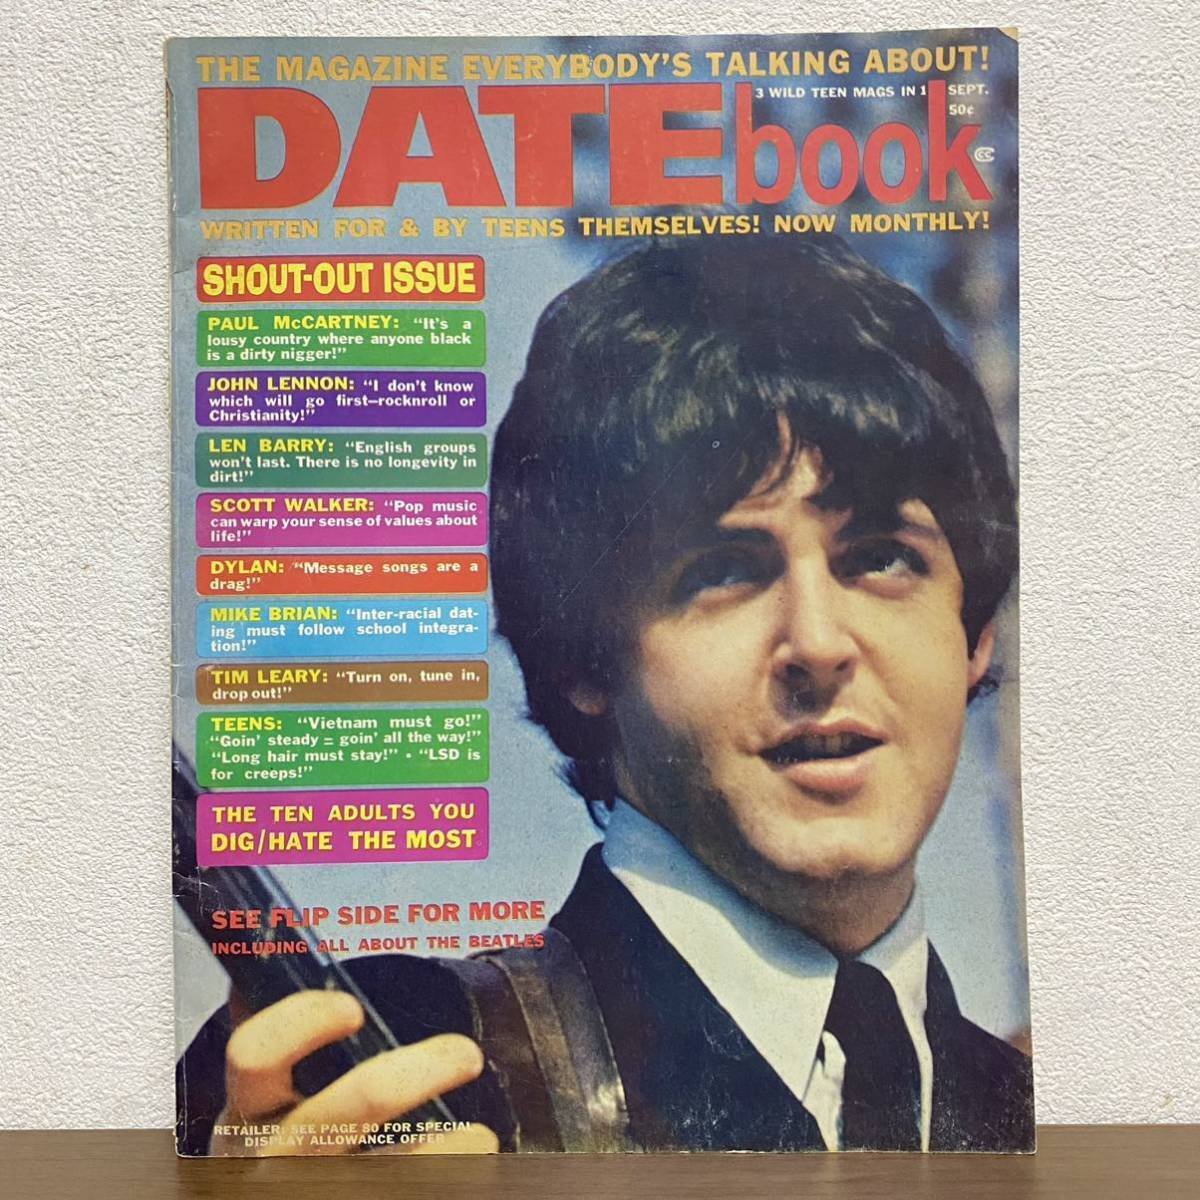 THE MAGAZINE EVERYBODY'S TALKING ABOUT!
DATEbook
3 WILD TEEN MAGS IN 1 SEPT.
50¢
CC
WRITTEN FOR & BY TEENS THEMSELVES! NOW MONTHLY!
SHOUT-OUT ISSUE
PAUL McCARTNEY: "It's a
lousy country where anyone black
is a dirty nigger!"
JOHN LENNON: "I don't know
which will go first—rocknroll or
Christianity!"
LEN BARRY: "English groups
won't last. There is no longevity in
dirt!"
SCOTT WALKER: "Pop music
can warp your sense of values about
life!"
DYLAN: "Message songs are a
drag!"
MIKE BRIAN: "Inter-racial dat-
ing must follow school integra-
tion!"
TIM LEARY: "Turn on, tune in,
drop out!"
TEENS: "Vietnam must go!"
"Goin' steady = goin' all the way!"
"Long hair must stay!" • "LSD is
for creeps!"
THE TEN ADULTS YOU
DIG/HATE THE MOST
SEE FLIP SIDE FOR MORE
INCLUDING ALL ABOUT THE BEATLES
RETAILER: SEE PAGE 80 FOR SPECIAL
DISPLAY ALLOWANCE OFFER